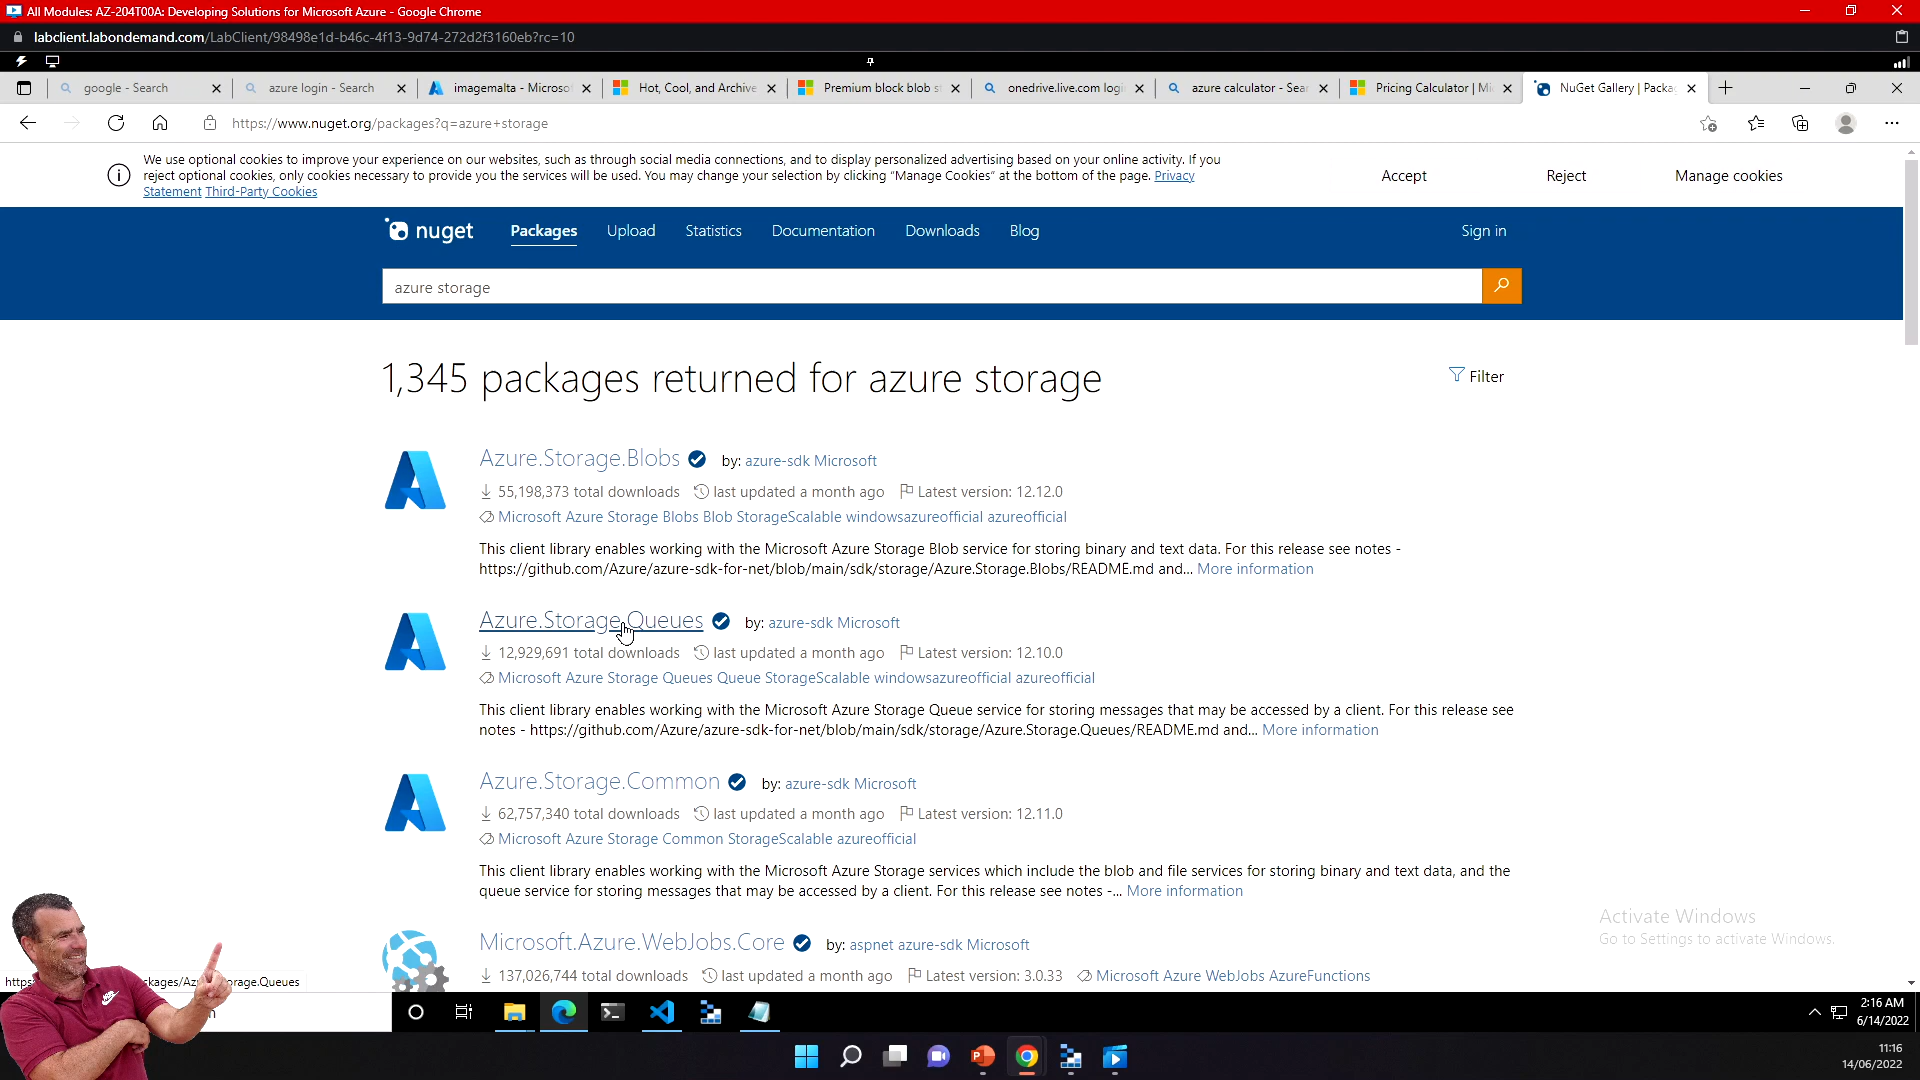 All Modules: AZ-204T00A: Developing Solutions for Microsoft Azure - Google Chrome
labclient.labondemand.com/LabClient/98498e1d-b46c-4f13-9d74-272d2f3160eb?rc=10
google - Search
azure login - Search
imagemalta - Microso
Hot, Cool, and Archive
Premium block blob s
onedrive.live.com logi
azure calculator - Sea
Pricing Calculator | Mi
NuGet Gallery | Packa
https://www.nuget.org/packages?q=azure+storage
We use optional cookies to improve your experience on our websites, such as through social media connections, and to display personalized advertising based on your online activity. If you
reject optional cookies, only cookies necessary to provide you the services will be used. You may change your selection by clicking "Manage Cookies" at the bottom of the page. Privacy
Statement Third-Party Cookies
Accept
Reject
Manage cookies
nuget
Packages
Upload
Statistics
Documentation
Downloads
Blog
Sign in
azure storage
1,345 packages returned for azure storage
Filter
Azure.Storage.Blobs by: azure-sdk Microsoft
55,198,373 total downloads last updated a month ago Latest version: 12.12.0
Microsoft Azure Storage Blobs Blob StorageScalable windowsazureofficial azureofficial
This client library enables working with the Microsoft Azure Storage Blob service for storing binary and text data. For this release see notes -
https://github.com/Azure/azure-sdk-for-net/blob/main/sdk/storage/Azure.Storage.Blobs/README.md and... More information
Azure.Storage.Queues by: azure-sdk Microsoft
12,929,691 total downloads last updated a month ago Latest version: 12.10.0
Microsoft Azure Storage Queues Queue StorageScalable windowsazureofficial azureofficial
This client library enables working with the Microsoft Azure Storage Queue service for storing messages that may be accessed by a client. For this release see
notes - https://github.com/Azure/azure-sdk-for-net/blob/main/sdk/storage/Azure.Storage.Queues/README.md and... More information
Azure.Storage.Common by: azure-sdk Microsoft
62,757,340 total downloads last updated a month ago Latest version: 12.11.0
Microsoft Azure Storage Common StorageScalable azureofficial
This client library enables working with the Microsoft Azure Storage services which include the blob and file services for storing binary and text data, and the
queue service for storing messages that may be accessed by a client. For this release see notes -... More information
Microsoft.Azure.WebJobs.Core by: aspnet azure-sdk Microsoft
137,026,744 total downloads last updated a month ago Latest version: 3.0.33 Microsoft Azure WebJobs AzureFunctions
Activate Windows
Go to Settings to activate Windows.
https ckages/Az orage.Queues
2:16 AM
6/14/2022
11:16
14/06/2022